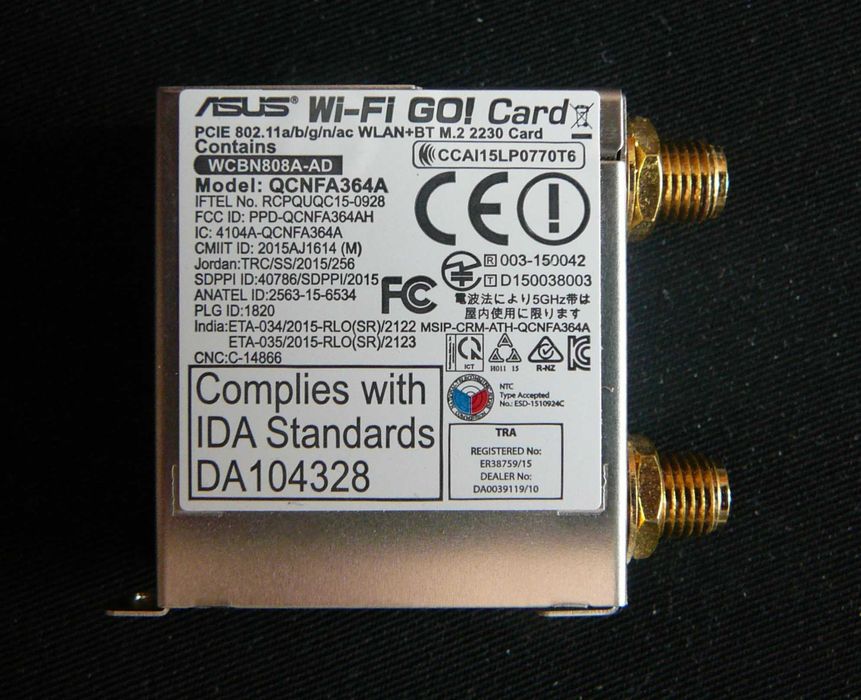 ASUS® Wi-Fi GO! Card
PCIE 802.11a/b/g/n/ac WLAN+BT M.2 2230 Card
Contains
WCBN808A-AD
CCAI15LP0770T6
Model: QCNFA364A
IFTEL No. RCPQUQC15-0928
FCC ID: PPD-QCNFA364AH
IC: 4104A-QCNFA364A
CMIIT ID: 2015AJ1614 (M)
Jordan:TRC/SS/2015/256
SDPPI ID:40786/SDPPI/2015
ANATEL ID:2563-15-6534
PLG ID:1820
India:ETA-034/2015-RLO(SR)/2122
ETA-035/2015-RLO(SR)/2123
CNC:C-14866
CE
FC
R 003-150042
T D150038003
電波法により5GHz帯は
屋内使用に限ります
MSIP-CRM-ATH-QCNFA364A
ICT
H011 15
R-NZ
NTC
Type Accepted
No.: ESD-1510924C
Complies with
IDA Standards
DA104328
TRA
REGISTERED No:
ER38759/15
DEALER No:
DA0039119/10